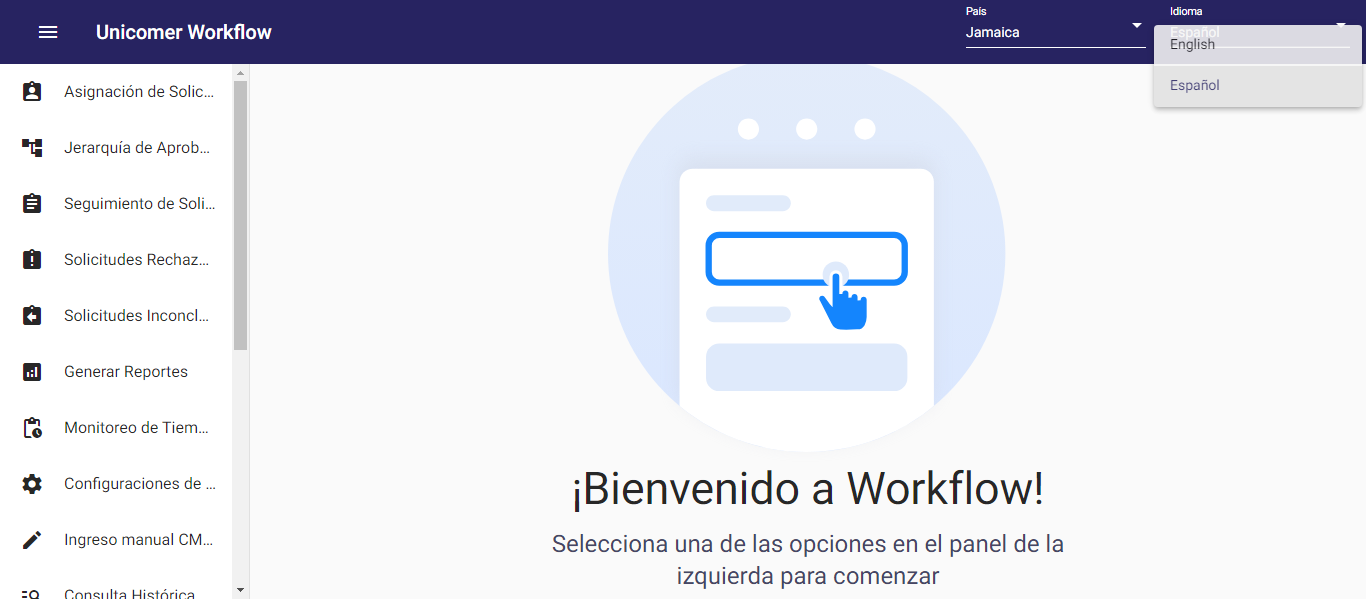 Unicomer Workflow
País
Jamaica
Idioma
Español
English
Español
Asignación de Solic...
Jerarquía de Aprob...
Seguimiento de Soli...
Solicitudes Rechaz...
Solicitudes Inconcl...
Generar Reportes
Monitoreo de Tiem...
Configuraciones de ...
Ingreso manual CM...
Consulta Histórica
¡Bienvenido a Workflow!
Selecciona una de las opciones en el panel de la
izquierda para comenzar